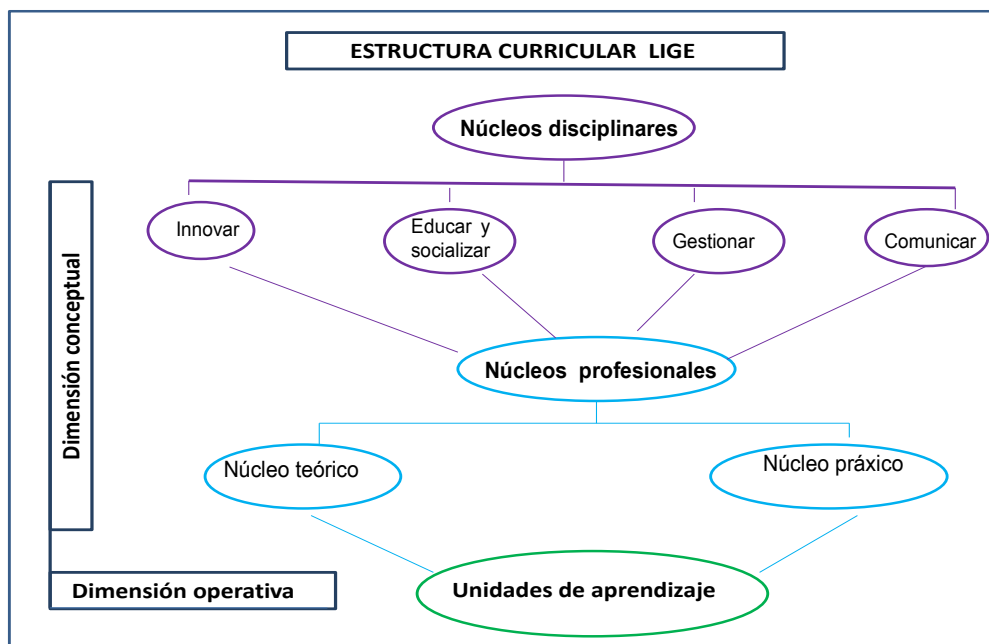 ESTRUCTURA CURRICULAR LIGE
Núcleos disciplinares
Innovar
Educar y
socializar
Gestionar
Comunicar
Dimensión conceptual
Núcleos profesionales
Núcleo teórico
Núcleo práxico
Dimensión operativa
Unidades de aprendizaje